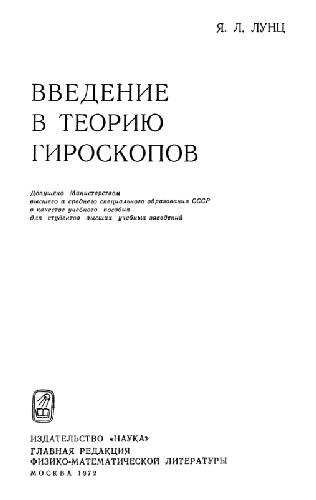 Я. Л. ЛУНЦ
ВВЕДЕНИЕ
В ТЕОРИЮ
ГИРОСКОПОВ
Допущено Министерством
высшего и среднего специального образования СССР
в качестве учебного пособия
для студентов высших учебных заведений
ИЗДАТЕЛЬСТВО «НАУКА»
ГЛАВНАЯ РЕДАКЦИЯ
ФИЗИКО-МАТЕМАТИЧЕСКОЙ ЛИТЕРАТУРЫ
МОСКВА 1972